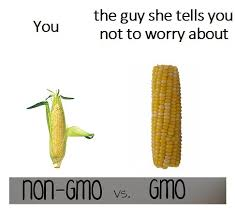 You
the guy she tells you
not to worry about
non-GMO vs. GMO